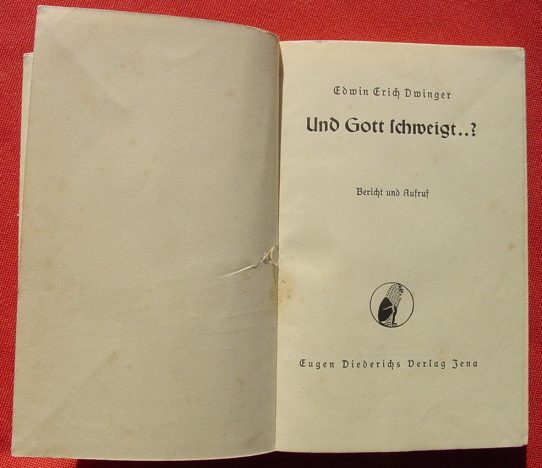 Edwin Erich Dwinger
Und Gott schweigt..?
Bericht und Aufruf
Eugen Diederichs Verlag Jena